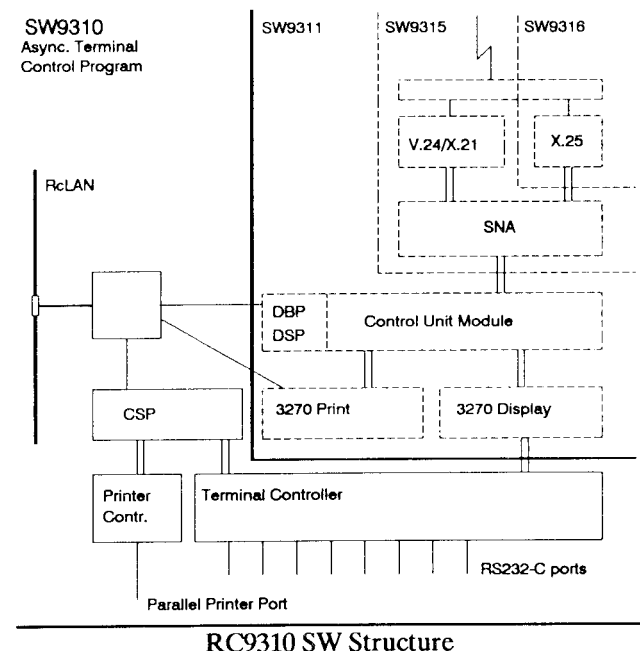 SW9310
Async. Terminal
Control Program
SW9311
SW9315
SW9316
V.24/X.21
X.25
RcLAN
SNA
DBP
DSP
Control Unit Module
CSP
3270 Print
3270 Display
Printer
Contr.
Terminal Controller
RS232-C ports
Parallel Printer Port
RC9310 SW Structure